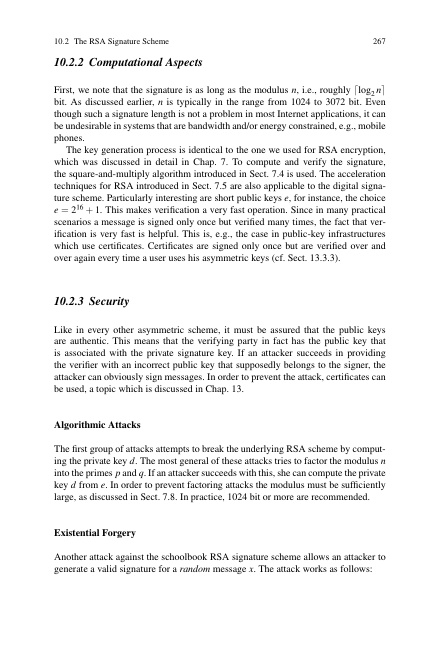 10.2 The RSA Signature Scheme 267
10.2.2 Computational Aspects
First, we note that the signature is as long as the modulus n, i.e., roughly ⌈log₂ n⌉
bit. As discussed earlier, n is typically in the range from 1024 to 3072 bit. Even
though such a signature length is not a problem in most Internet applications, it can
be undesirable in systems that are bandwidth and/or energy constrained, e.g., mobile
phones.
The key generation process is identical to the one we used for RSA encryption,
which was discussed in detail in Chap. 7. To compute and verify the signature,
the square-and-multiply algorithm introduced in Sect. 7.4 is used. The acceleration
techniques for RSA introduced in Sect. 7.5 are also applicable to the digital signa-
ture scheme. Particularly interesting are short public keys e, for instance, the choice
e = 2¹⁶ + 1. This makes verification a very fast operation. Since in many practical
scenarios a message is signed only once but verified many times, the fact that ver-
ification is very fast is helpful. This is, e.g., the case in public-key infrastructures
which use certificates. Certificates are signed only once but are verified over and
over again every time a user uses his asymmetric keys (cf. Sect. 13.3.3).
10.2.3 Security
Like in every other asymmetric scheme, it must be assured that the public keys
are authentic. This means that the verifying party in fact has the public key that
is associated with the private signature key. If an attacker succeeds in providing
the verifier with an incorrect public key that supposedly belongs to the signer, the
attacker can obviously sign messages. In order to prevent the attack, certificates can
be used, a topic which is discussed in Chap. 13.
Algorithmic Attacks
The first group of attacks attempts to break the underlying RSA scheme by comput-
ing the private key d. The most general of these attacks tries to factor the modulus n
into the primes p and q. If an attacker succeeds with this, she can compute the private
key d from e. In order to prevent factoring attacks the modulus must be sufficiently
large, as discussed in Sect. 7.8. In practice, 1024 bit or more are recommended.
Existential Forgery
Another attack against the schoolbook RSA signature scheme allows an attacker to
generate a valid signature for a random message x. The attack works as follows: